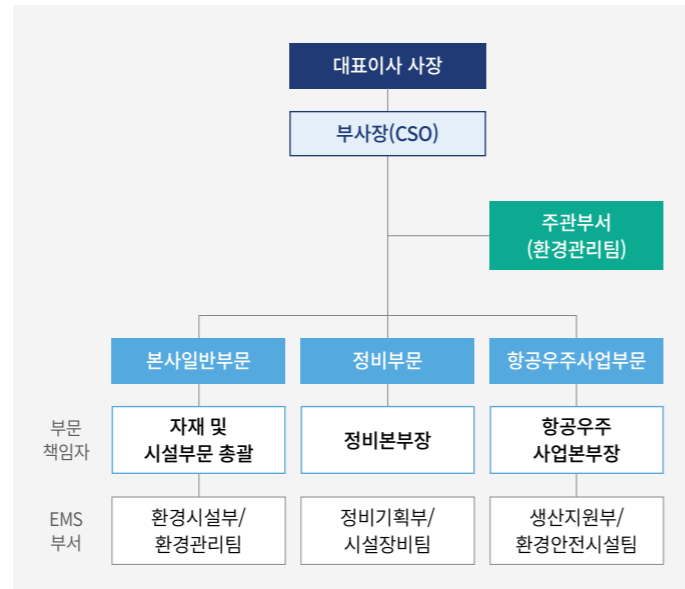 대표이사 사장
부사장(CSO)
주관부서
(환경관리팀)
본사일반부문
정비부문
항공우주사업부문
부문
책임자
자재 및
시설부문 총괄
정비본부장
항공우주
사업본부장
EMS
부서
환경시설부/
환경관리팀
정비기획부/
시설장비팀
생산지원부/
환경안전시설팀